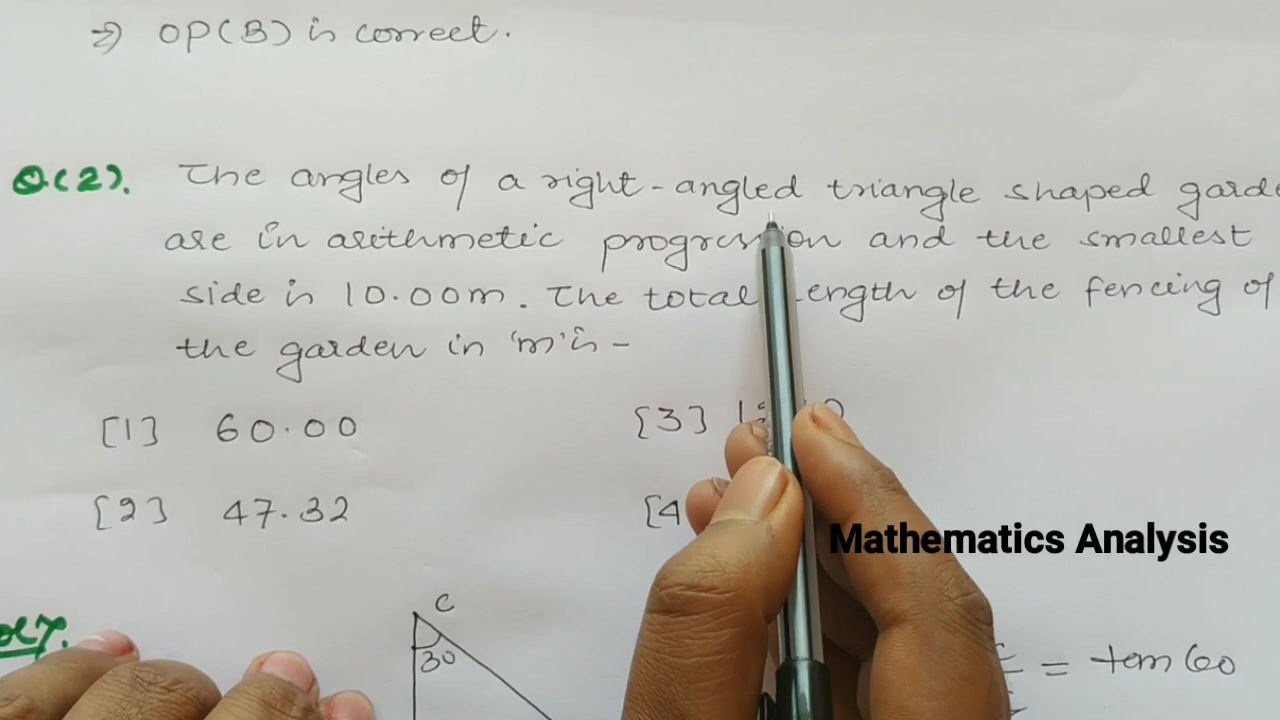 ⇒ OP(B) is correct.
Q(2). The angles of a right-angled triangle shaped
are in arithmetic progression and the smallest
side is 10.00m. The total length of the fencing of
the garden in 'm' is -
[1] 60.00 [3]
[2] 47.32 [4
Mathematics Analysis
C
30
= tan 60